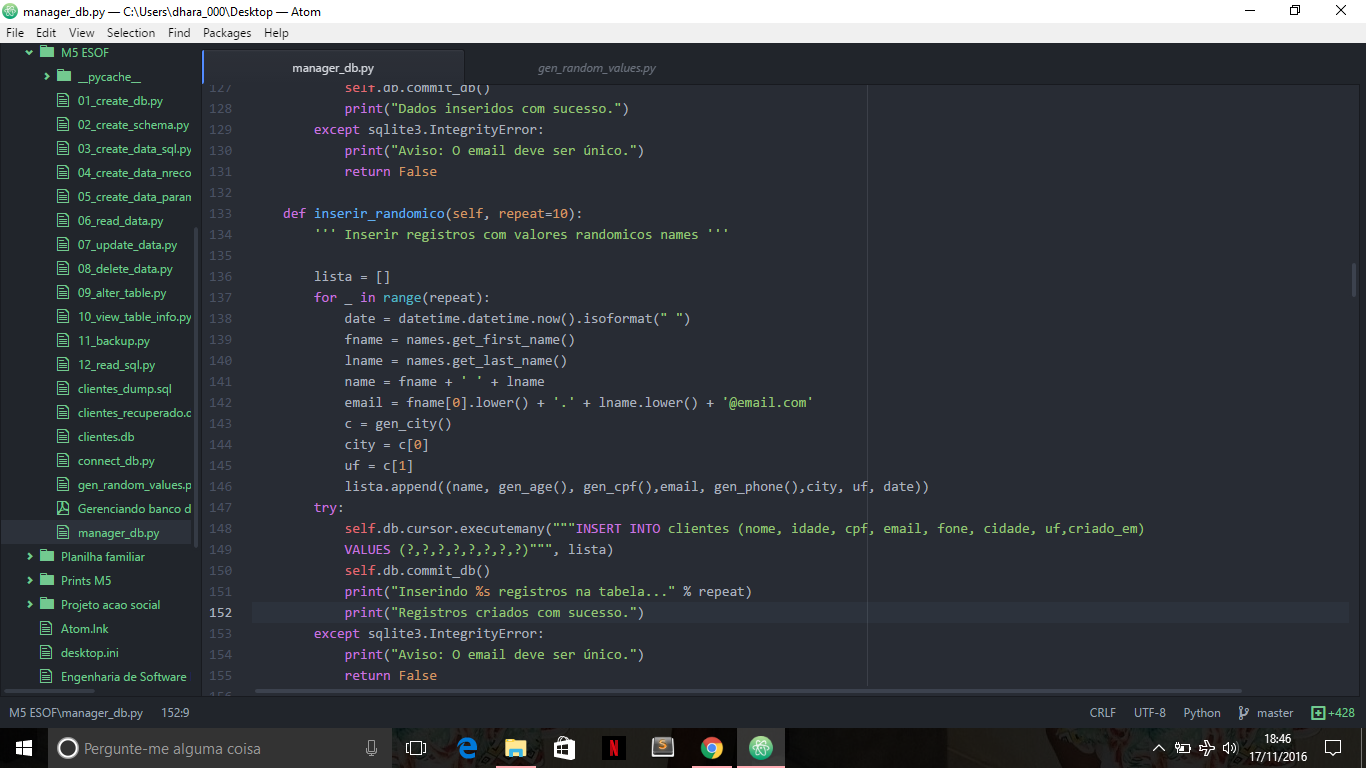 manager_db.py — C:\Users\dhara_000\Desktop — Atom
File Edit View Selection Find Packages Help
M5 ESOF
__pycache__
01_create_db.py
02_create_schema.py
03_create_data_sql.py
04_create_data_nreco
05_create_data_paran
06_read_data.py
07_update_data.py
08_delete_data.py
09_alter_table.py
10_view_table_info.py
11_backup.py
12_read_sql.py
clientes_dump.sql
clientes_recuperado.c
clientes.db
connect_db.py
gen_random_values.p
Gerenciando banco d
manager_db.py
Planilha familiar
Prints M5
Projeto acao social
Atom.lnk
desktop.ini
Engenharia de Software
manager_db.py gen_random_values.py
127 self.db.commit_db()
128 print("Dados inseridos com sucesso.")
129 except sqlite3.IntegrityError:
130 print("Aviso: O email deve ser único.")
131 return False
132
133 def inserir_randomico(self, repeat=10):
134 ''' Inserir registros com valores randomicos names '''
135
136 lista = []
137 for _ in range(repeat):
138 date = datetime.datetime.now().isoformat(" ")
139 fname = names.get_first_name()
140 lname = names.get_last_name()
141 name = fname + ' ' + lname
142 email = fname[0].lower() + '.' + lname.lower() + '@email.com'
143 c = gen_city()
144 city = c[0]
145 uf = c[1]
146 lista.append((name, gen_age(), gen_cpf(),email, gen_phone(),city, uf, date))
147 try:
148 self.db.cursor.executemany("""INSERT INTO clientes (nome, idade, cpf, email, fone, cidade, uf,criado_em)
149 VALUES (?,?,?,?,?,?,?,?)""", lista)
150 self.db.commit_db()
151 print("Inserindo %s registros na tabela..." % repeat)
152 print("Registros criados com sucesso.")
153 except sqlite3.IntegrityError:
154 print("Aviso: O email deve ser único.")
155 return False
156
M5 ESOF\manager_db.py 152:9 CRLF UTF-8 Python master +428
Pergunte-me alguma coisa
18:46
17/11/2016